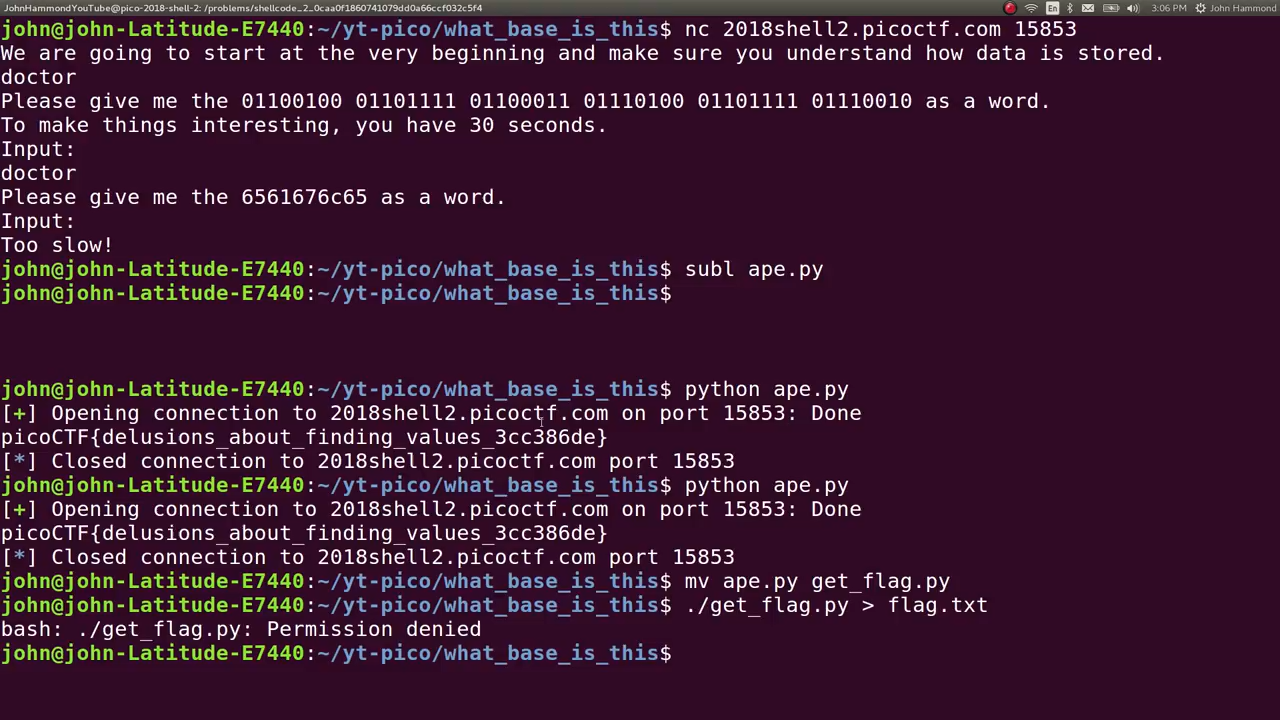 JohnHammondYouTube@pico-2018-shell-2: /problems/shellcode_2_0caa0f1860741079dd0a66ccf032c5f4
En
3:06 PM
John Hammond
john@john-Latitude-E7440:~/yt-pico/what_base_is_this$ nc 2018shell2.picoctf.com 15853
We are going to start at the very beginning and make sure you understand how data is stored.
doctor
Please give me the 01100100 01101111 01100011 01110100 01101111 01110010 as a word.
To make things interesting, you have 30 seconds.
Input:
doctor
Please give me the 6561676c65 as a word.
Input:
Too slow!
john@john-Latitude-E7440:~/yt-pico/what_base_is_this$ subl ape.py
john@john-Latitude-E7440:~/yt-pico/what_base_is_this$
john@john-Latitude-E7440:~/yt-pico/what_base_is_this$ python ape.py
[+] Opening connection to 2018shell2.picoctf.com on port 15853: Done
picoCTF{delusions_about_finding_values_3cc386de}
[*] Closed connection to 2018shell2.picoctf.com port 15853
john@john-Latitude-E7440:~/yt-pico/what_base_is_this$ python ape.py
[+] Opening connection to 2018shell2.picoctf.com on port 15853: Done
picoCTF{delusions_about_finding_values_3cc386de}
[*] Closed connection to 2018shell2.picoctf.com port 15853
john@john-Latitude-E7440:~/yt-pico/what_base_is_this$ mv ape.py get_flag.py
john@john-Latitude-E7440:~/yt-pico/what_base_is_this$ ./get_flag.py > flag.txt
bash: ./get_flag.py: Permission denied
john@john-Latitude-E7440:~/yt-pico/what_base_is_this$